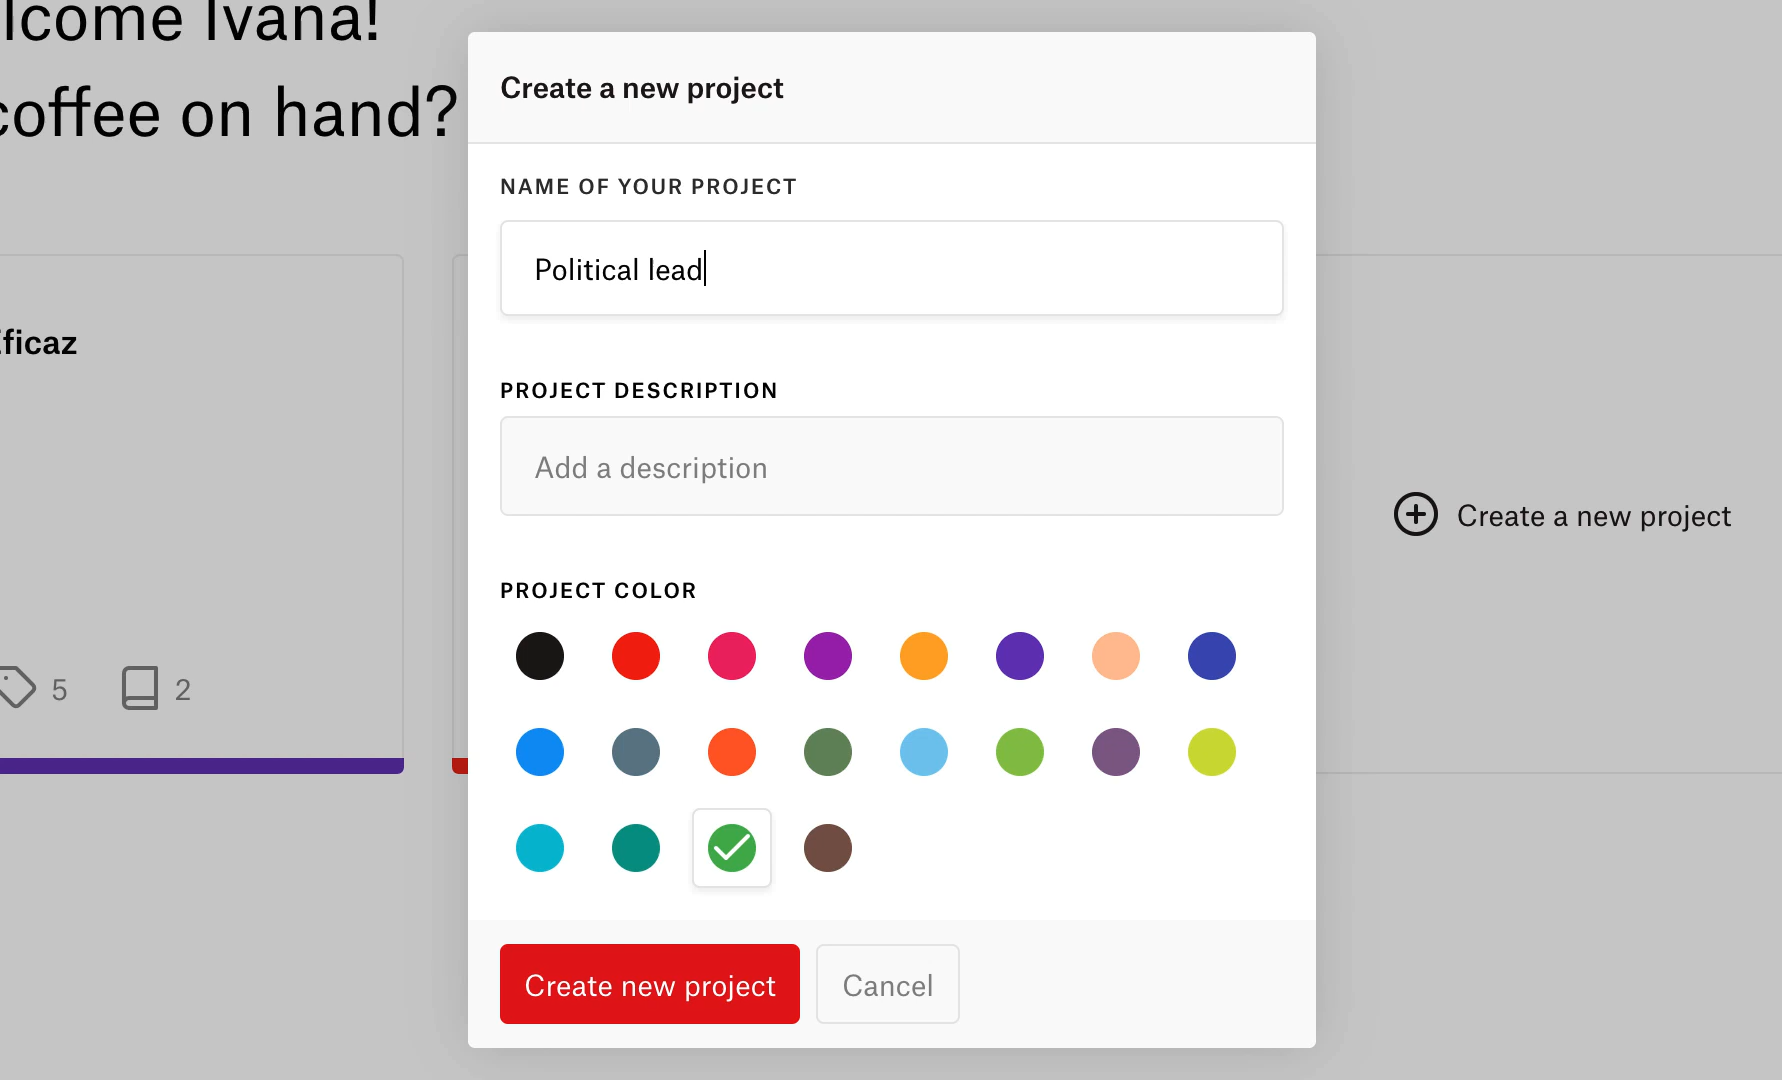 lcome Ivana!
coffee on hand?
Create a new project
NAME OF YOUR PROJECT
Political lead
PROJECT DESCRIPTION
Add a description
ficaz
Create a new project
PROJECT COLOR
5
2
Create new project
Cancel